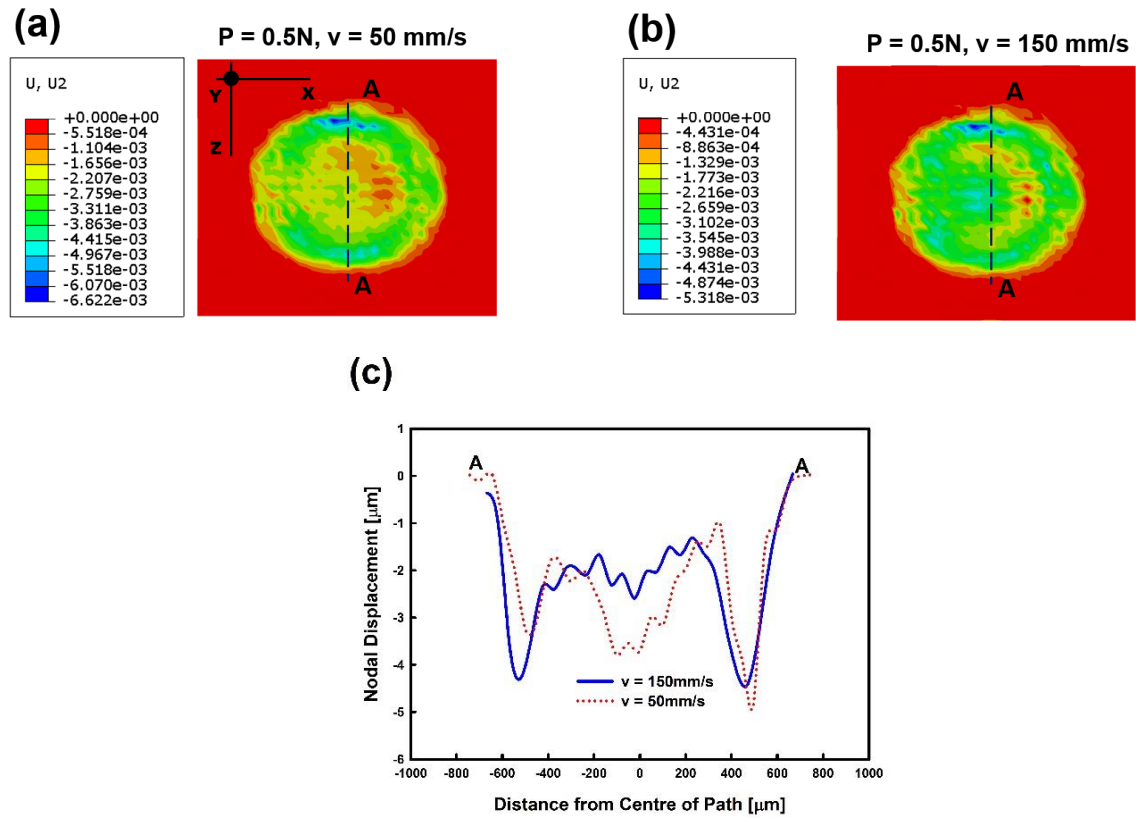 (a)
P = 0.5N, v = 50 mm/s
U, U2
+0.000e+00
-5.518e-04
-1.104e-03
-1.656e-03
-2.207e-03
-2.759e-03
-3.311e-03
-3.863e-03
-4.415e-03
-4.967e-03
-5.518e-03
-6.070e-03
-6.622e-03
Y
X
Z
A
A
(b)
P = 0.5N, v = 150 mm/s
U, U2
+0.000e+00
-4.431e-04
-8.863e-04
-1.329e-03
-1.773e-03
-2.216e-03
-2.659e-03
-3.102e-03
-3.545e-03
-3.988e-03
-4.431e-03
-4.874e-03
-5.318e-03
A
A
(c)
Nodal Displacement [μm]
1
0
-1
-2
-3
-4
-5
-6
A
A
v = 150mm/s
v = 50mm/s
-1000 -800 -600 -400 -200 0 200 400 600 800 1000
Distance from Centre of Path [μm]